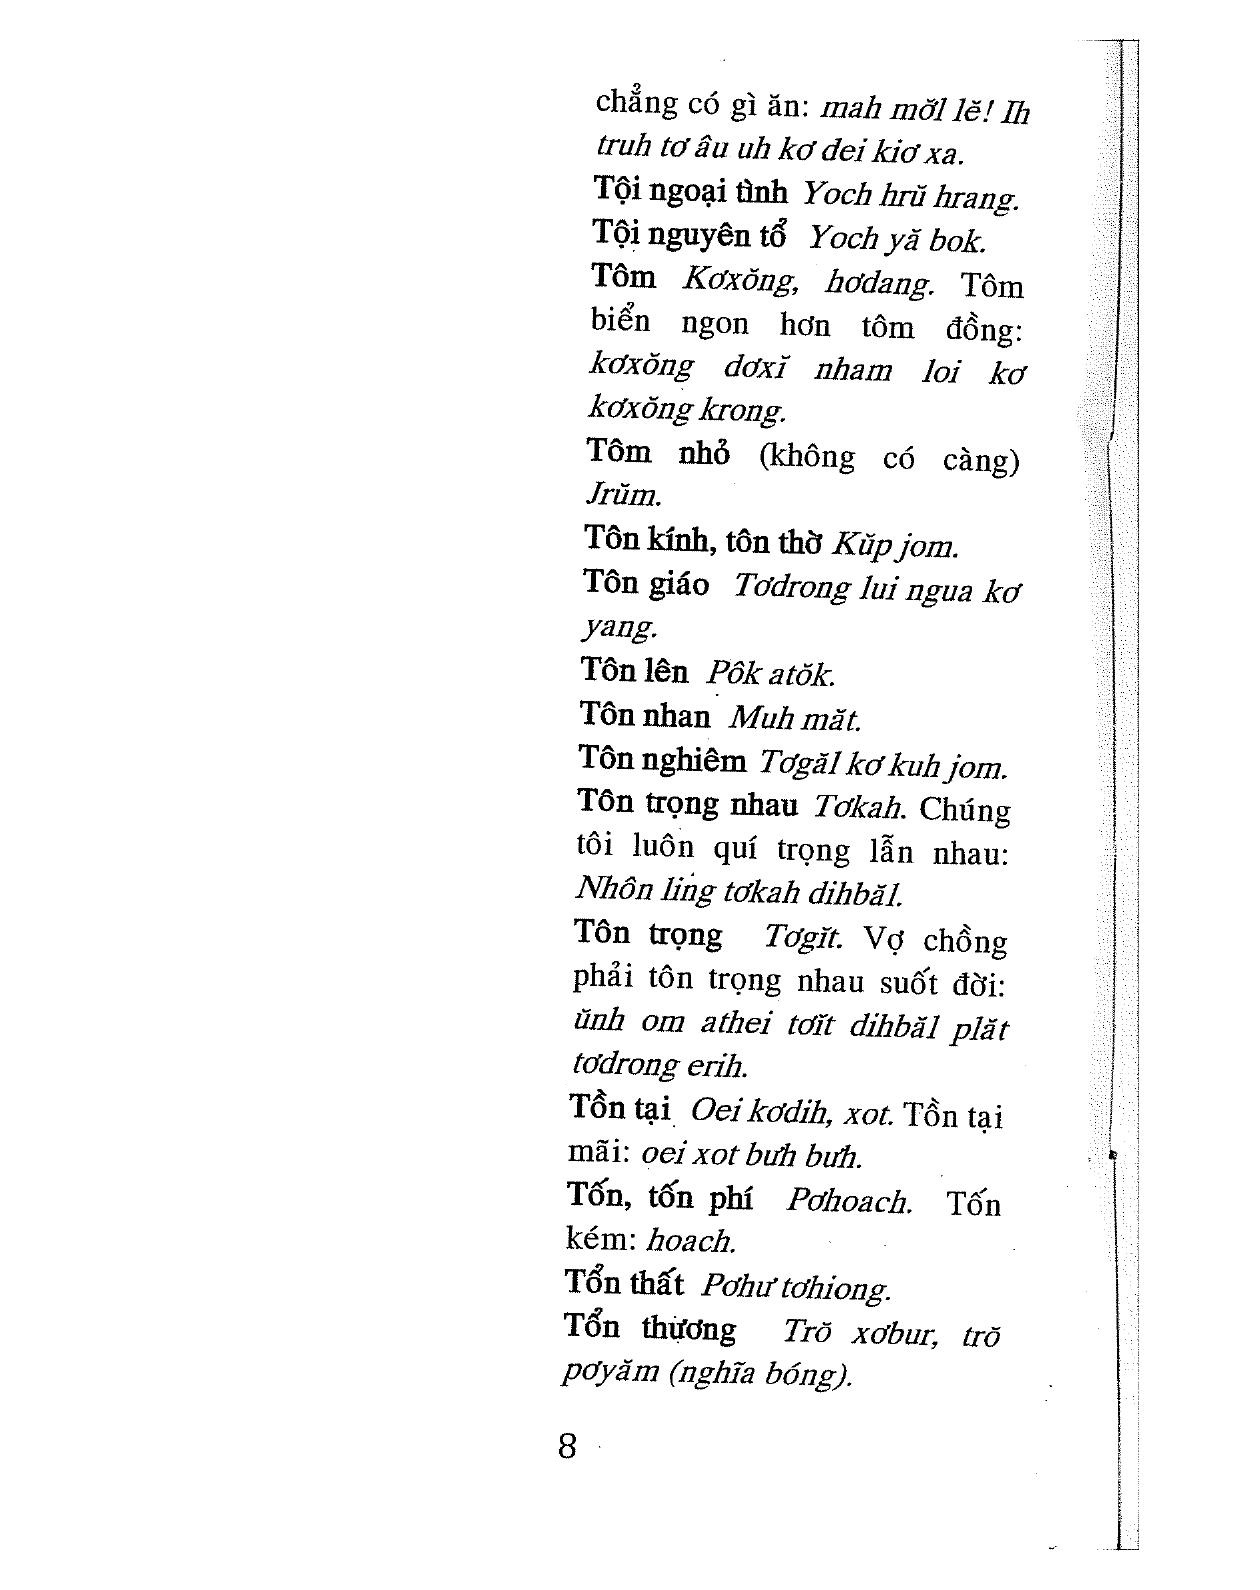 chẳng có gì ăn: mah mơ̆l lĕ! Ih
truh tơ âu uh kơ dei kiơ xa.
Tội ngoại tình Yoch hrŭ hrang.
Tội nguyên tổ Yoch yă bok.
Tôm Kơxŏng, hơdang. Tôm
biển ngon hơn tôm đồng:
kơxŏng dơxĭ nham loi kơ
kơxŏng krong.
Tôm nhỏ (không có càng)
Jrŭm.
Tôn kính, tôn thờ Kŭp jom.
Tôn giáo Tơdrong lui ngua kơ
yang.
Tôn lên Pôk atŏk.
Tôn nhan Muh măt.
Tôn nghiêm Tơgăl kơ kuh jom.
Tôn trọng nhau Tơkah. Chúng
tôi luôn quí trọng lẫn nhau:
Nhôn ling tơkah dihbăl.
Tôn trọng Tơgĭt. Vợ chồng
phải tôn trọng nhau suốt đời:
ŭnh om athei tơĭt dihbăl plăt
tơdrong erih.
Tồn tại Oei kơdih, xot. Tồn tại
mãi: oei xot bưh bưh.
Tốn, tốn phí Pơhoach. Tốn
kém: hoach.
Tổn thất Pơhư tơhiong.
Tổn thương Trŏ xơbur, trŏ
pơyăm (nghĩa bóng).
8